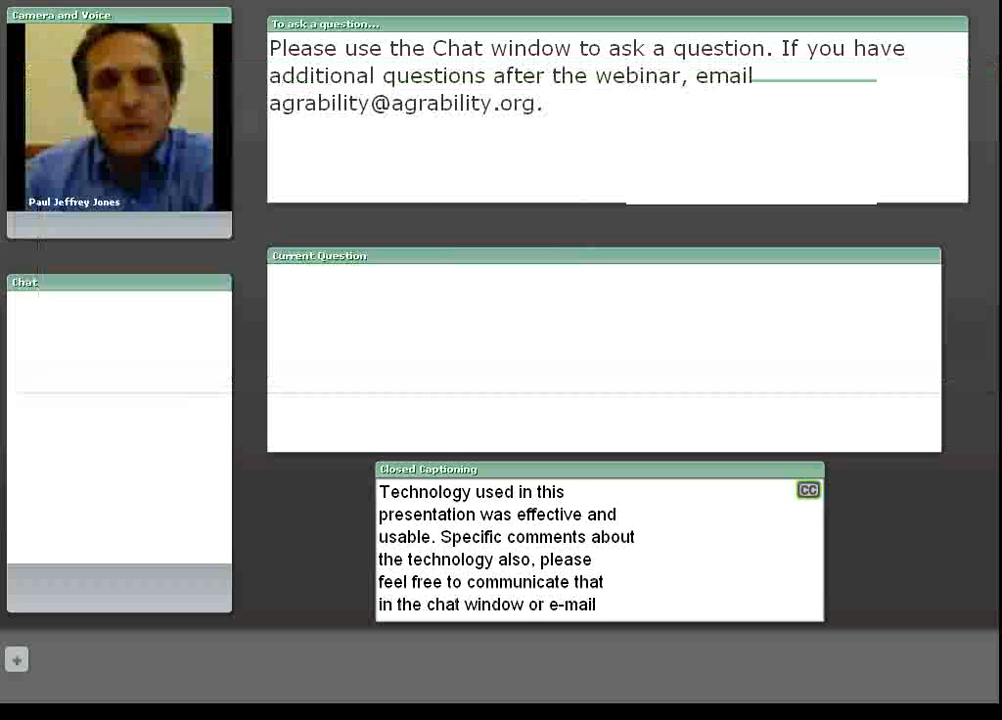 Camera and Voice
Paul Jeffrey Jones
To ask a question...
Please use the Chat window to ask a question. If you have
additional questions after the webinar, email
agrability@agrability.org.
Chat
Current Question
Closed Captioning
CC
Technology used in this
presentation was effective and
usable. Specific comments about
the technology also, please
feel free to communicate that
in the chat window or e-mail